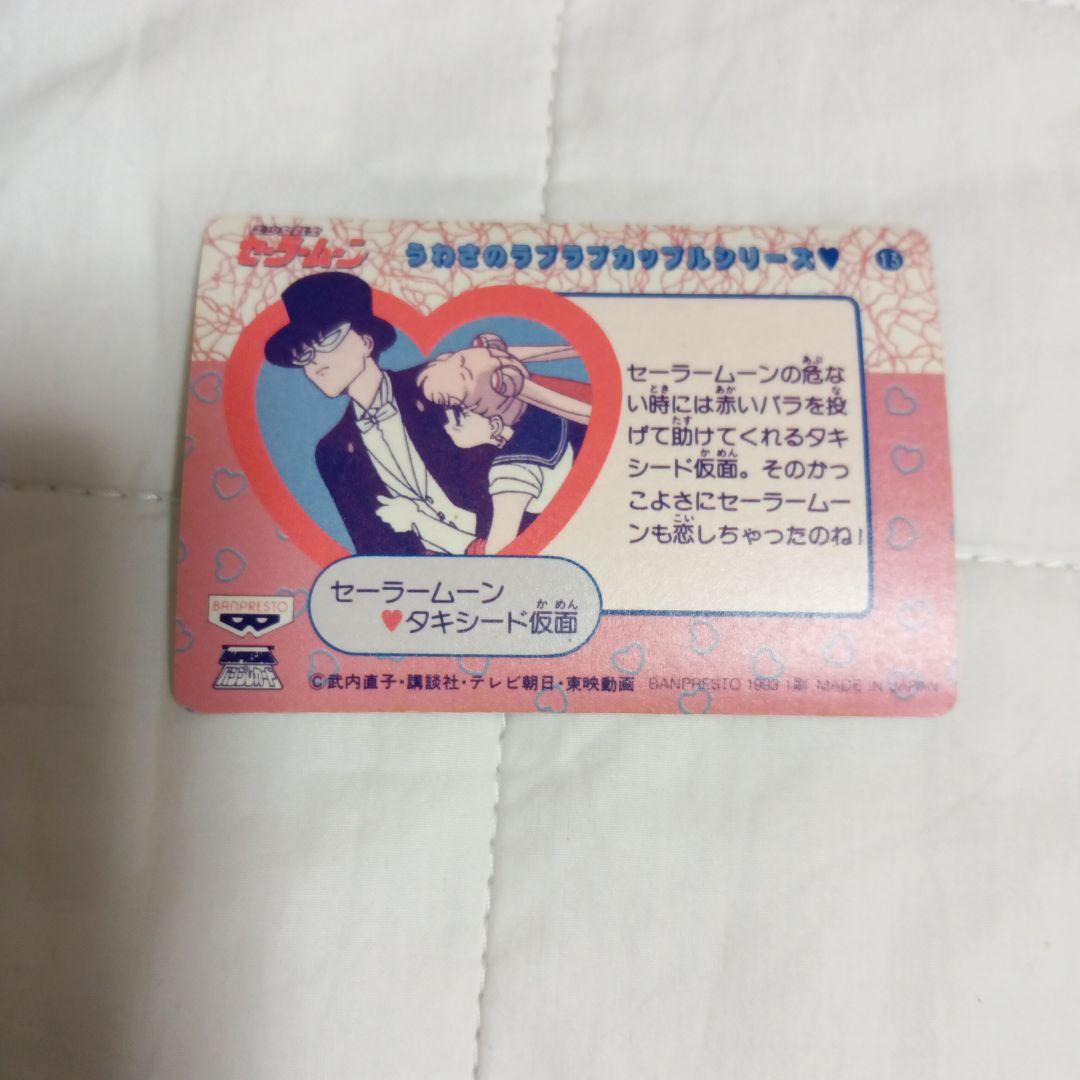 美少女戦士
セーラームーン
うわさのラブラブカップルシリーズ♥
13
セーラームーンの危な
い時には赤いバラを投
げて助けてくれるタキ
シード仮面。そのかっ
こよさにセーラームー
ンも恋しちゃったのね!
セーラームーン
♥タキシード仮面
BANPRESTO
©武内直子・講談社・テレビ朝日・東映動画 BANPRESTO 1993 1刷 MADE IN JAPAN